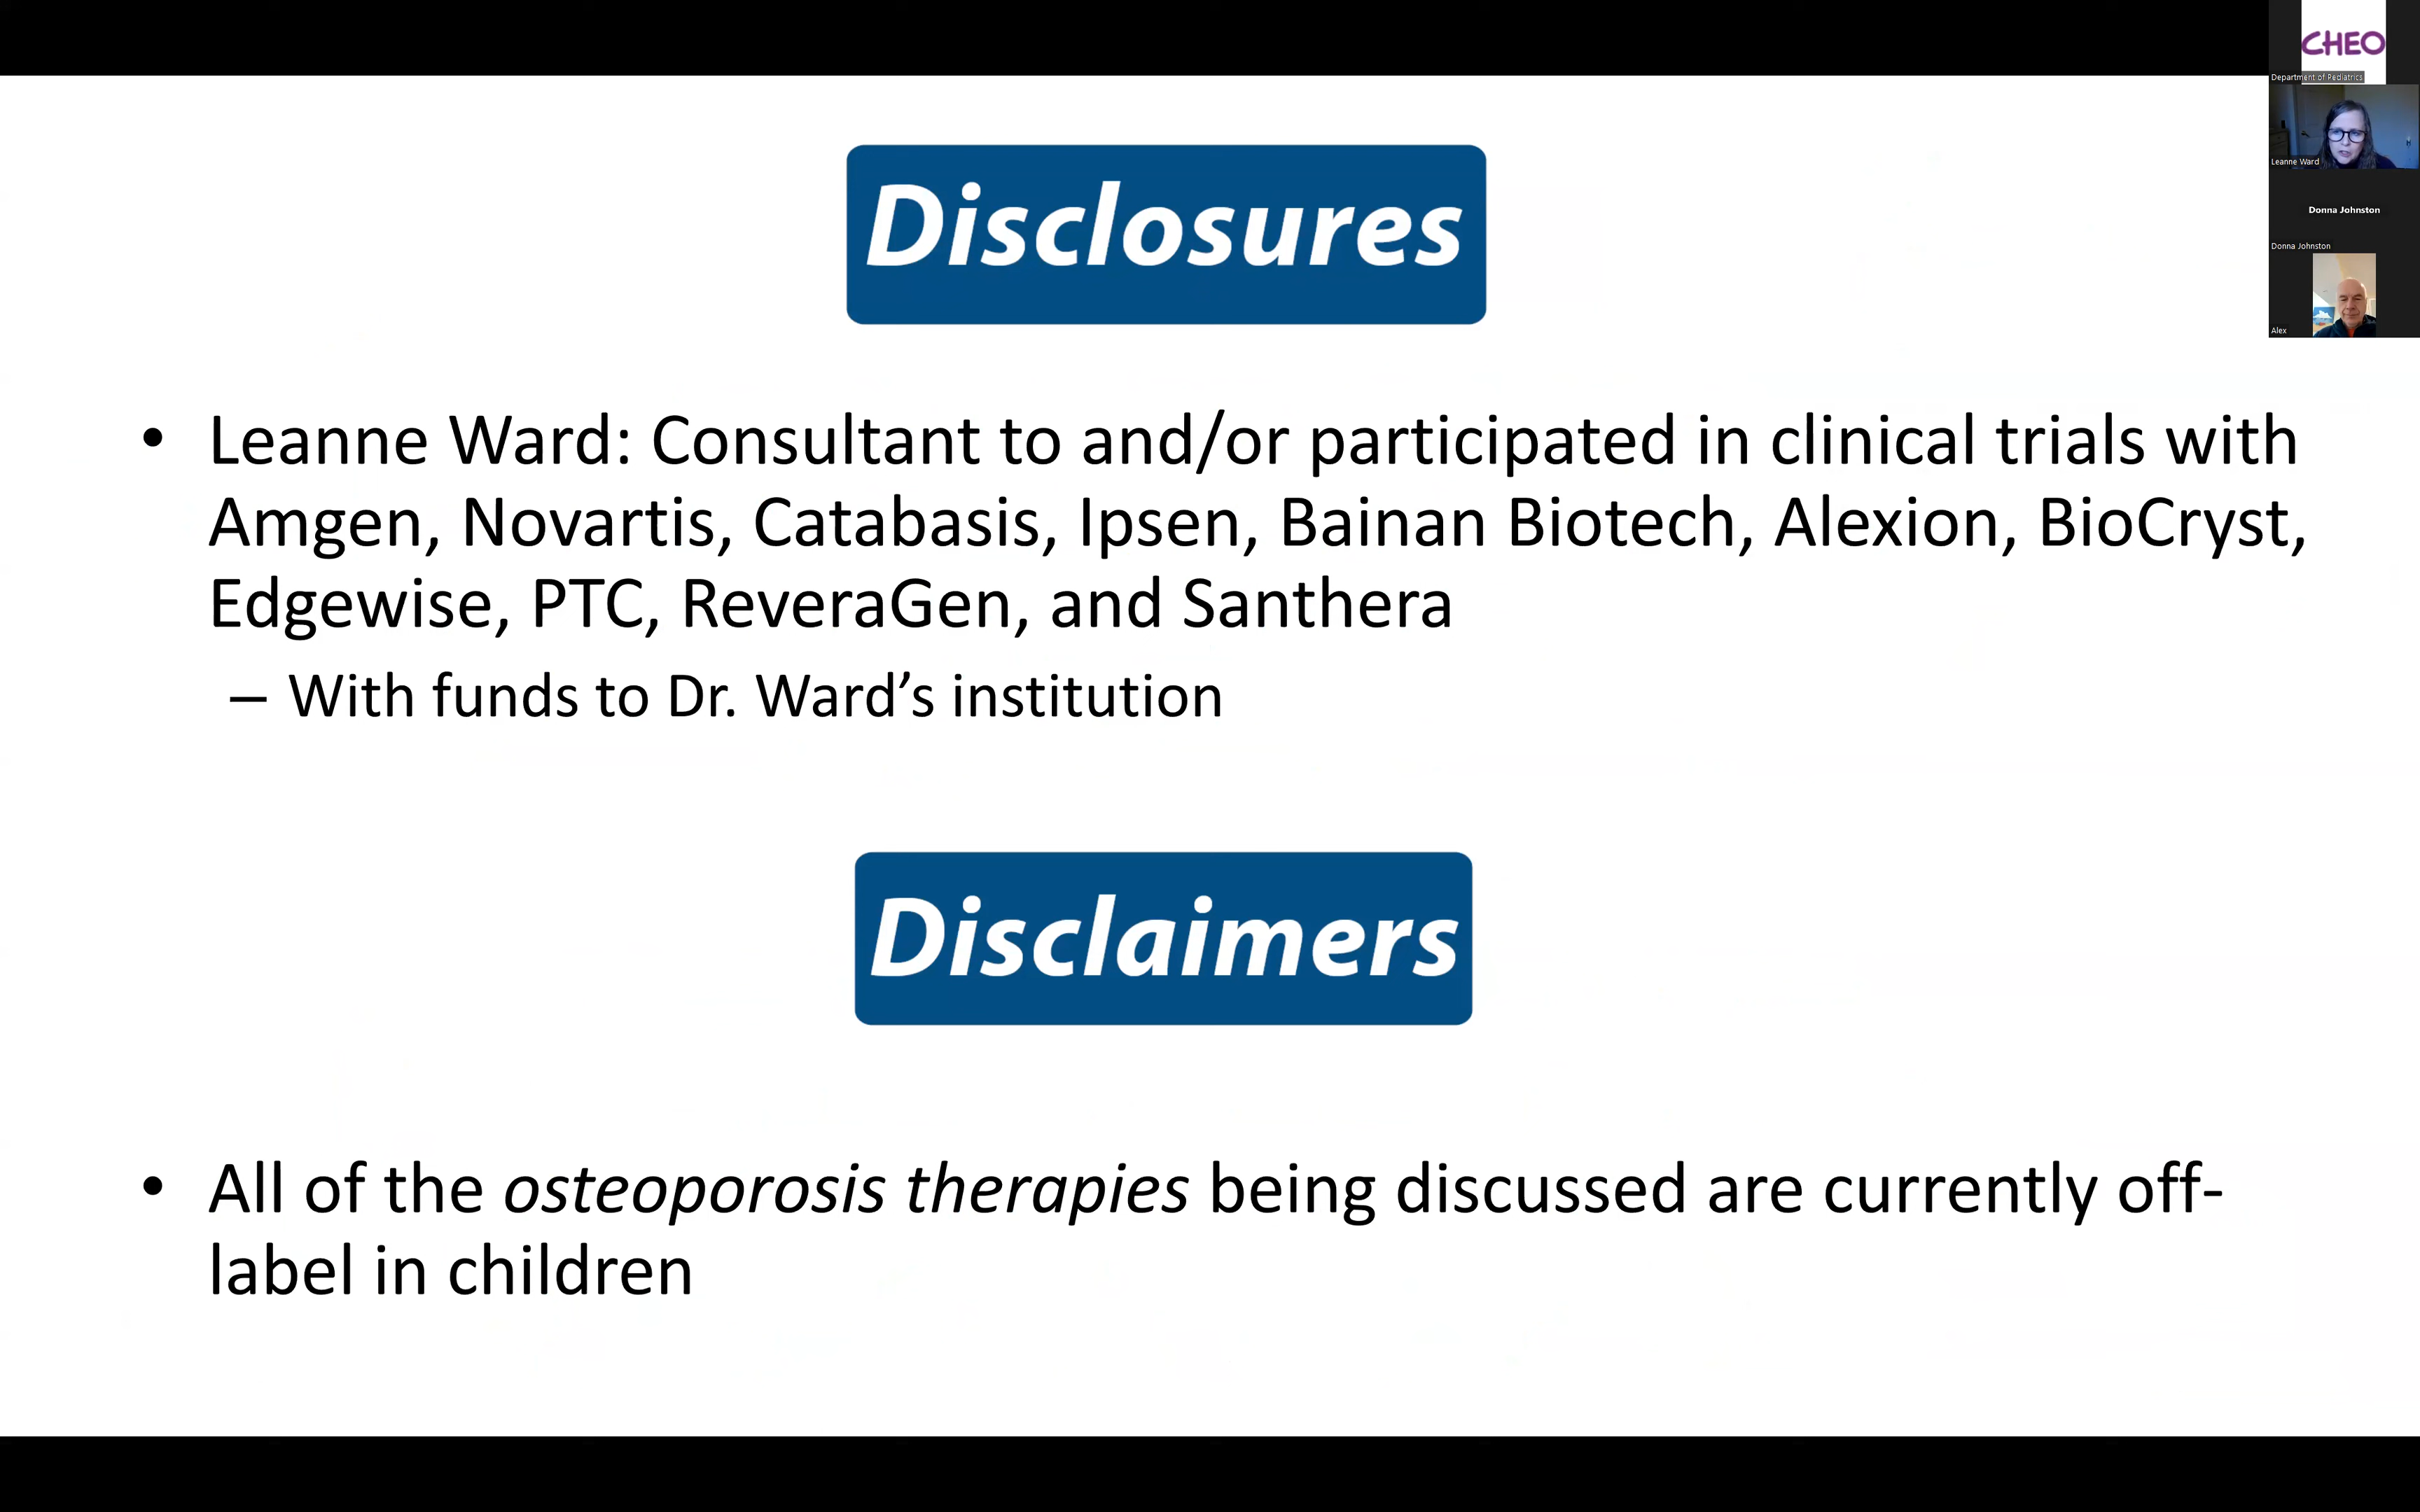 CHEO
Department of Pediatrics
Leanne Ward
Donna Johnston
Donna Johnston
Alex
Disclosures
• Leanne Ward: Consultant to and/or participated in clinical trials with
Amgen, Novartis, Catabasis, Ipsen, Bainan Biotech, Alexion, BioCryst,
Edgewise, PTC, ReveraGen, and Santhera
– With funds to Dr. Ward’s institution
Disclaimers
• All of the osteoporosis therapies being discussed are currently off-
label in children